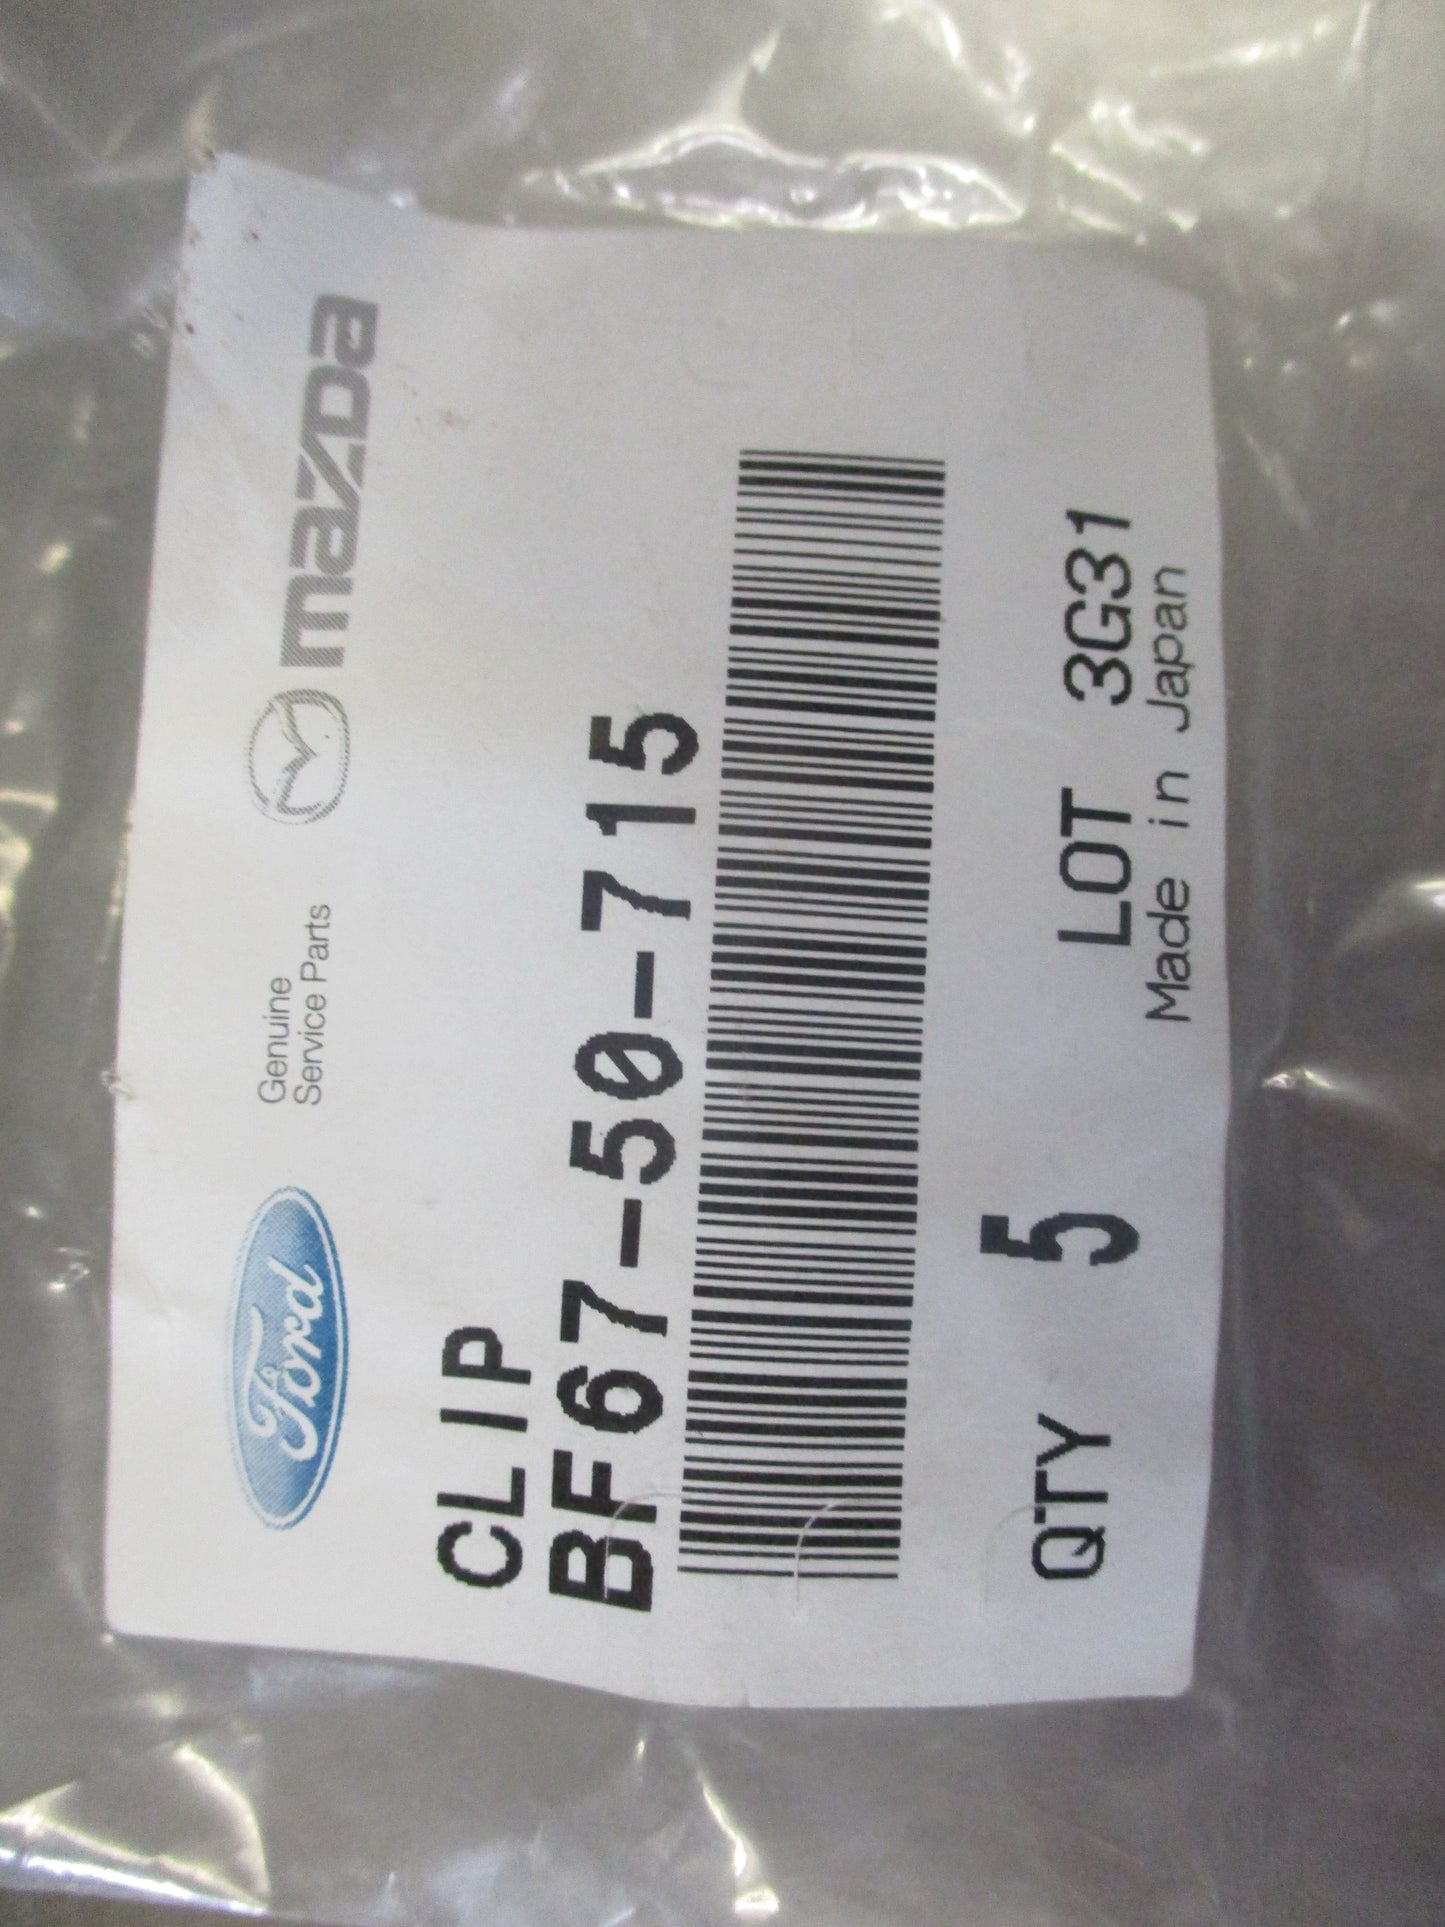 Ford
Genuine
Service Parts
mazda
CLIP
BF67-50-715
QTY 5 LOT 3G31
Made in Japan